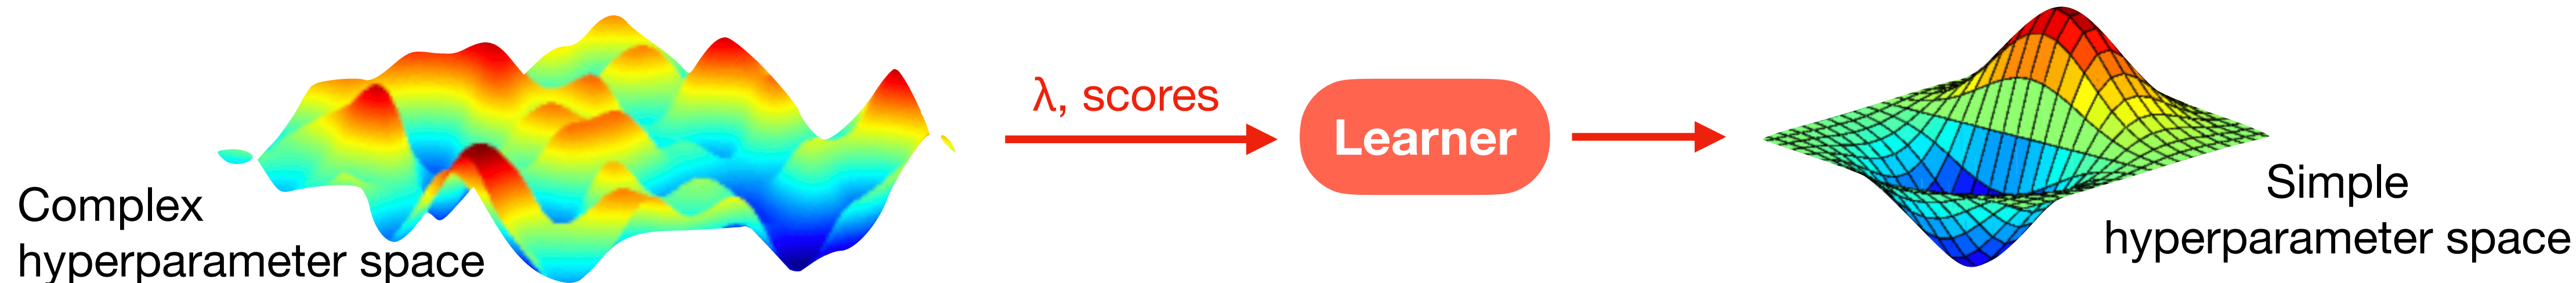 Complex
hyperparameter space
λ, scores
Learner
Simple
hyperparameter space